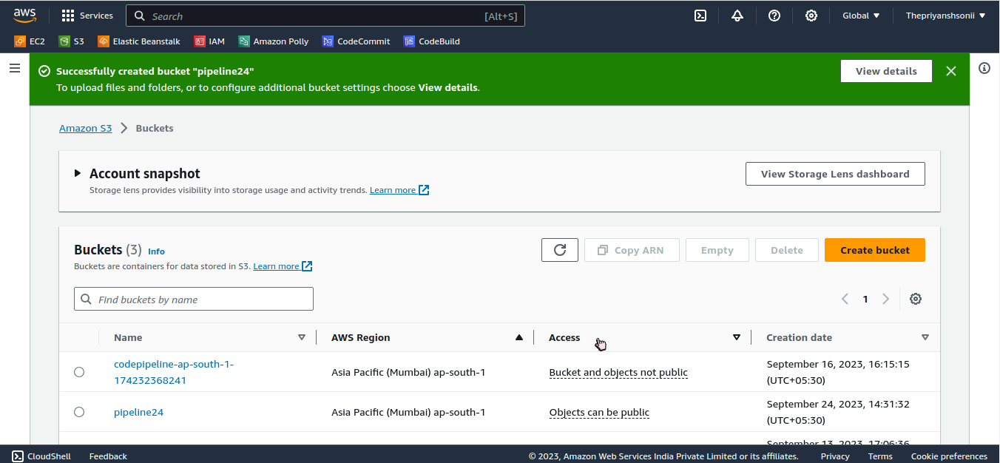 aws
Services
Search
[Alt+S]
Global
Thepriyanshsonii
EC2
S3
Elastic Beanstalk
IAM
Amazon Polly
CodeCommit
CodeBuild
Successfully created bucket "pipeline24"
To upload files and folders, or to configure additional bucket settings choose View details.
View details
Amazon S3 > Buckets
Account snapshot
Storage lens provides visibility into storage usage and activity trends. Learn more
View Storage Lens dashboard
Buckets (3) Info
Buckets are containers for data stored in S3. Learn more
Copy ARN
Empty
Delete
Create bucket
Find buckets by name
1
Name
AWS Region
Access
Creation date
codepipeline-ap-south-1-
174232368241
Asia Pacific (Mumbai) ap-south-1
Bucket and objects not public
September 16, 2023, 16:15:15
(UTC+05:30)
pipeline24
Asia Pacific (Mumbai) ap-south-1
Objects can be public
September 24, 2023, 14:31:32
(UTC+05:30)
September 13, 2023, 17:06:36
CloudShell
Feedback
© 2023, Amazon Web Services India Private Limited or its affiliates.
Privacy
Terms
Cookie preferences